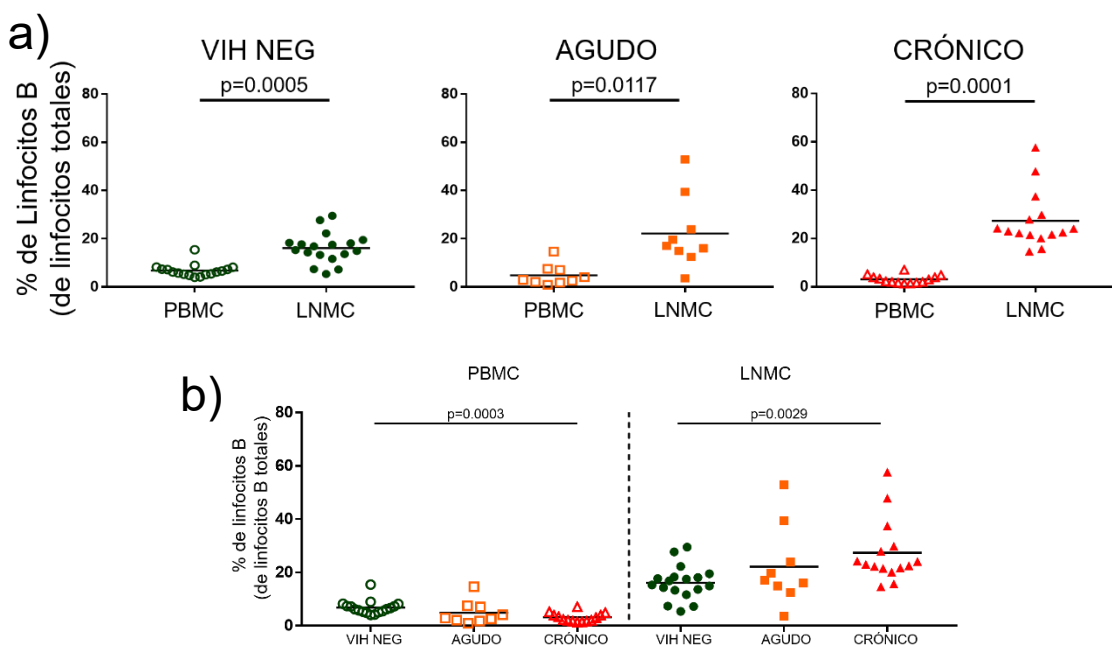 a)
VIH NEG
AGUDO
CRÓNICO
p=0.0005
p=0.0117
p=0.0001
% de Linfocitos B
(de linfocitos totales)
80
60
40
20
0
80
60
40
20
0
80
60
40
20
0
PBMC
LNMC
PBMC
LNMC
PBMC
LNMC
b)
PBMC
LNMC
p=0.0003
p=0.0029
% de linfocitos B
(de linfocitos B totales)
80
60
40
20
0
VIH NEG
AGUDO
CRÓNICO
VIH NEG
AGUDO
CRÓNICO